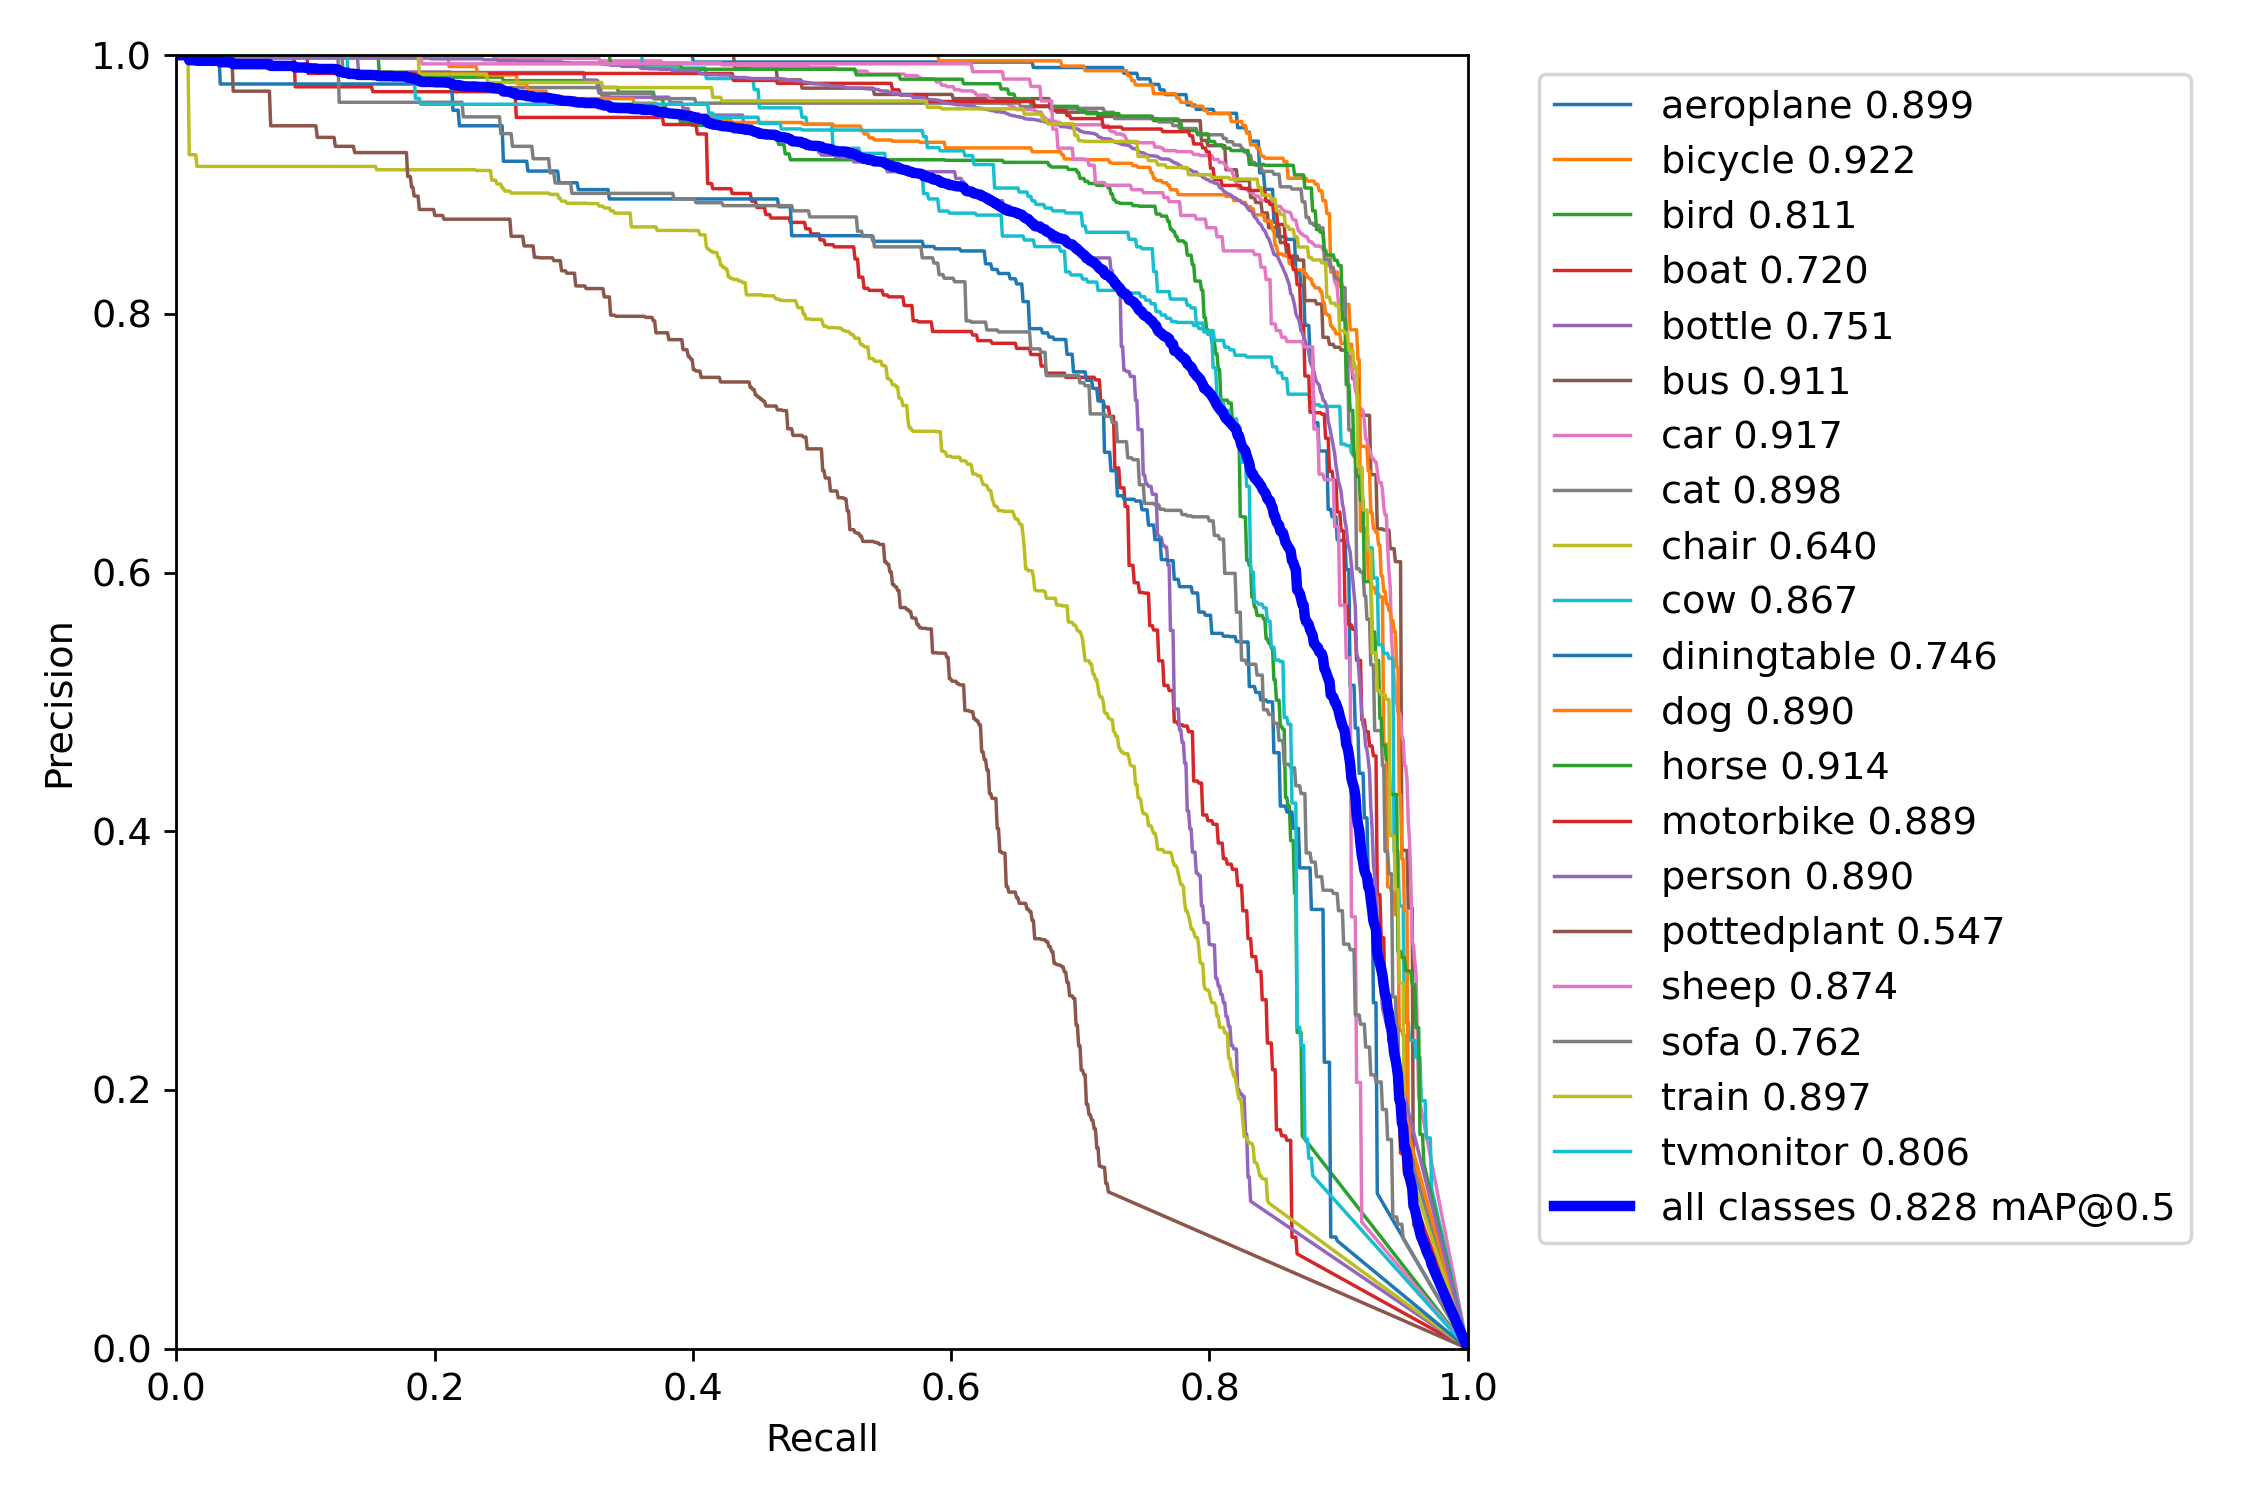 1.0
0.8
0.6
0.4
0.2
0.0
Precision
0.0 0.2 0.4 0.6 0.8 1.0
Recall
aeroplane 0.899
bicycle 0.922
bird 0.811
boat 0.720
bottle 0.751
bus 0.911
car 0.917
cat 0.898
chair 0.640
cow 0.867
diningtable 0.746
dog 0.890
horse 0.914
motorbike 0.889
person 0.890
pottedplant 0.547
sheep 0.874
sofa 0.762
train 0.897
tvmonitor 0.806
all classes 0.828 mAP@0.5